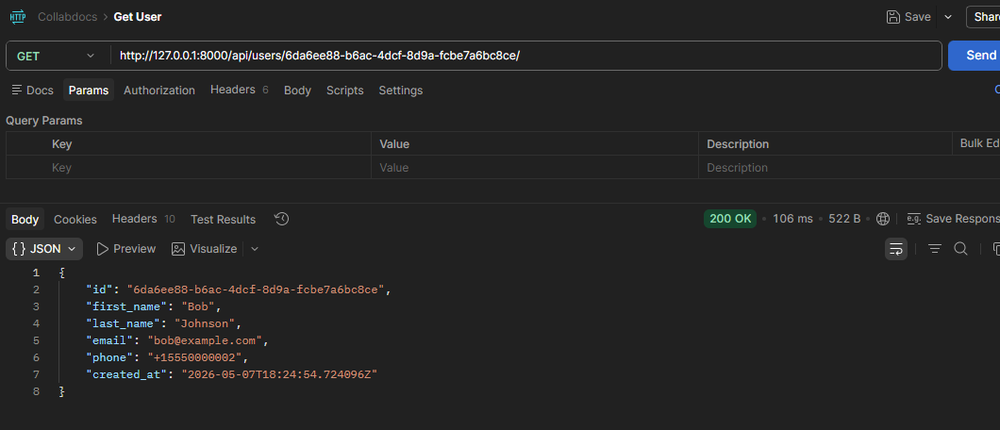 HTTP Collabdocs > Get User Save Share
GET http://127.0.0.1:8000/api/users/6da6ee88-b6ac-4dcf-8d9a-fcbe7a6bc8ce/ Send
Docs Params Authorization Headers 6 Body Scripts Settings
Query Params
Key Value Description Bulk Ed
Key Value Description
Body Cookies Headers 10 Test Results 200 OK • 106 ms • 522 B • e.g. Save Respons
{} JSON Preview Visualize
1 {
2 "id": "6da6ee88-b6ac-4dcf-8d9a-fcbe7a6bc8ce",
3 "first_name": "Bob",
4 "last_name": "Johnson",
5 "email": "bob@example.com",
6 "phone": "+15550000002",
7 "created_at": "2026-05-07T18:24:54.724096Z"
8 }